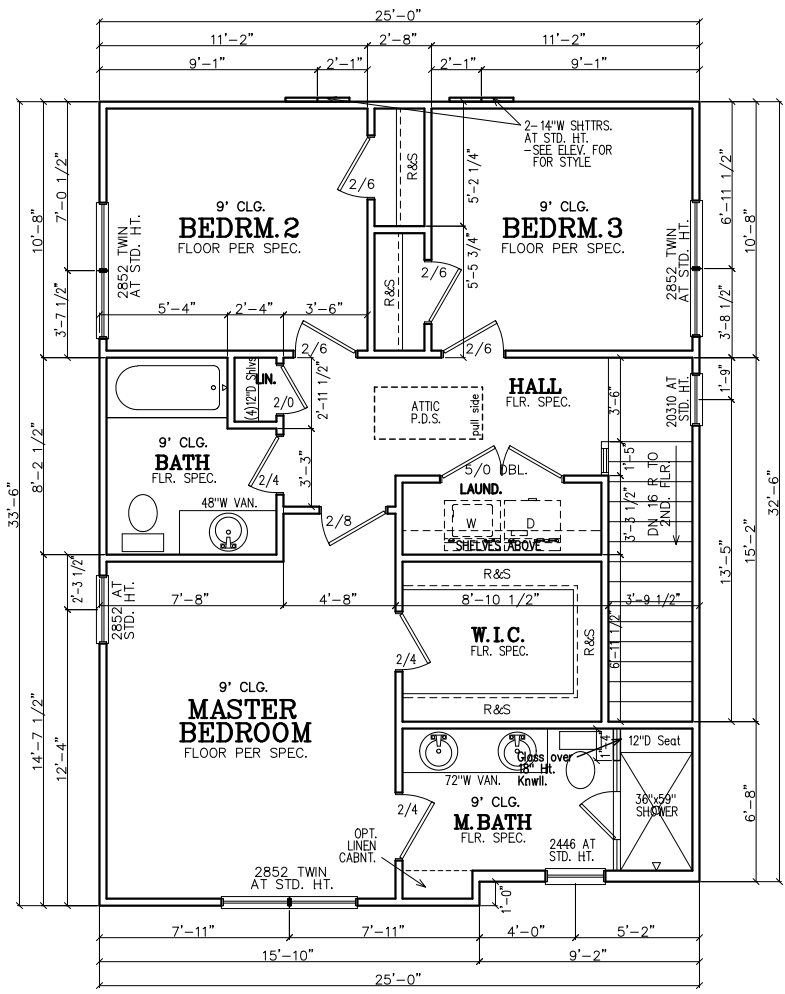 25'-0"
11'-2"
2'-8"
11'-2"
9'-1"
2'-1"
2'-1"
9'-1"
2-14"W SHTTRS.
AT STD. HT.
-SEE ELEV. FOR
FOR STYLE
R&S
5'-2 1/4"
2/6
7'-0 1/2"
10'-8"
6'-11 1/2"
10'-8"
9' CLG.
BEDRM.2
FLOOR PER SPEC.
9' CLG.
BEDRM.3
FLOOR PER SPEC.
2852 TWIN
AT STD. HT.
2852 TWIN
AT STD. HT.
2/6
5'-5 3/4"
R&S
5'-4"
2'-4"
3'-6"
3'-7 1/2"
3'-8 1/2"
2/6
2/6
LIN.
(4)12"D Shlvs
2/0
2'-11 1/2"
ATTIC
P.D.S.
pull side
HALL
FLR. SPEC.
3'-6"
1'-9"
20310 AT
STD. HT.
8'-2 1/2"
9' CLG.
BATH
FLR. SPEC.
2/4
3'-3"
5/0 DBL.
LAUND.
1'-5"
DN 16 R TO
2ND. FLR.
3'-3 1/2"
48"W VAN.
2/8
W
D
SHELVES ABOVE
33'-6"
32'-6"
15'-2"
13'-5"
2'-3 1/2"
2852 AT
STD. HT.
7'-8"
4'-8"
8'-10 1/2"
3'-9 1/2"
R&S
W.I.C.
FLR. SPEC.
R&S
6'-11 1/2"
2/4
R&S
9' CLG.
MASTER
BEDROOM
FLOOR PER SPEC.
14'-7 1/2"
12'-4"
1'-4"
12"D Seat
Glass over
18" Ht.
Knwll.
72"W VAN.
9' CLG.
M.BATH
FLR. SPEC.
2/4
36"x59"
SHOWER
6'-8"
OPT.
LINEN
CABNT.
2446 AT
STD. HT.
2852 TWIN
AT STD. HT.
1'-0"
7'-11"
7'-11"
4'-0"
5'-2"
15'-10"
9'-2"
25'-0"